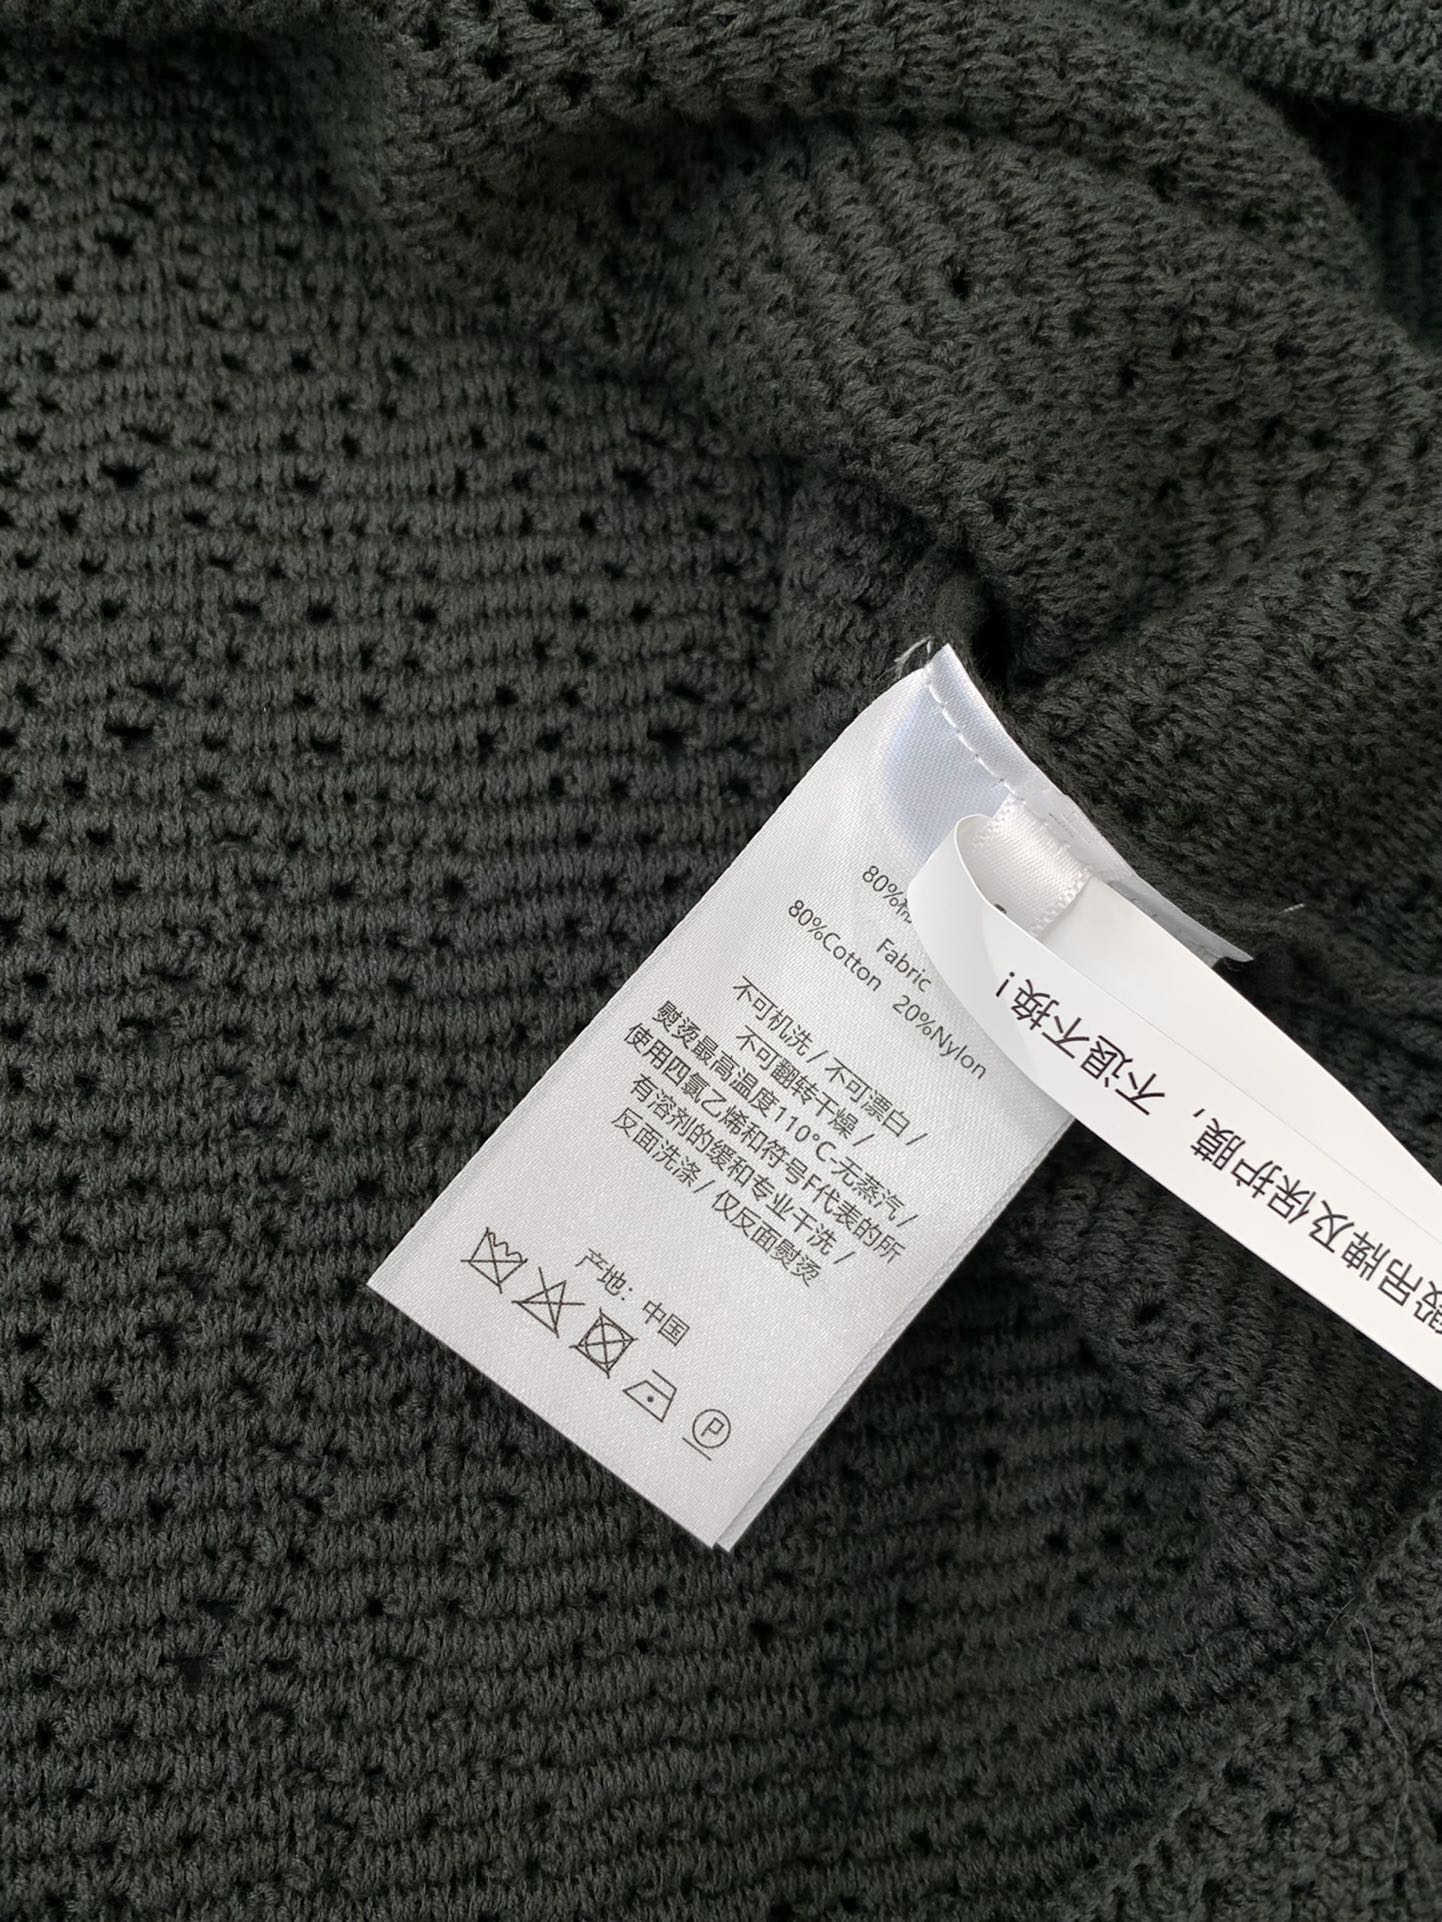 80%
Fabric
80%Cotton 20%Nylon
不可机洗 / 不可漂白 /
不可翻转干燥 /
熨烫最高温度110°C-无蒸汽 /
使用四氯乙烯和符号F代表的所
有溶剂的缓和专业干洗 /
反面洗涤 / 仅反面熨烫
产地：中国
P
吊牌及保护膜，不退不换！